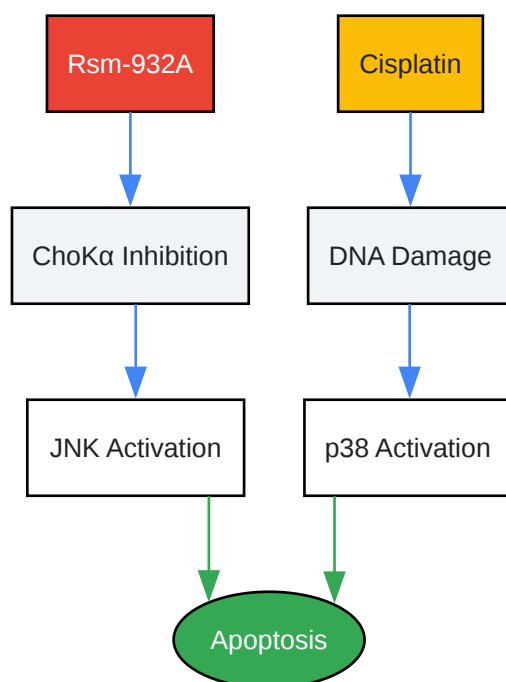 Rsm-932A
Cisplatin
ChoKα Inhibition
DNA Damage
JNK Activation
p38 Activation
Apoptosis